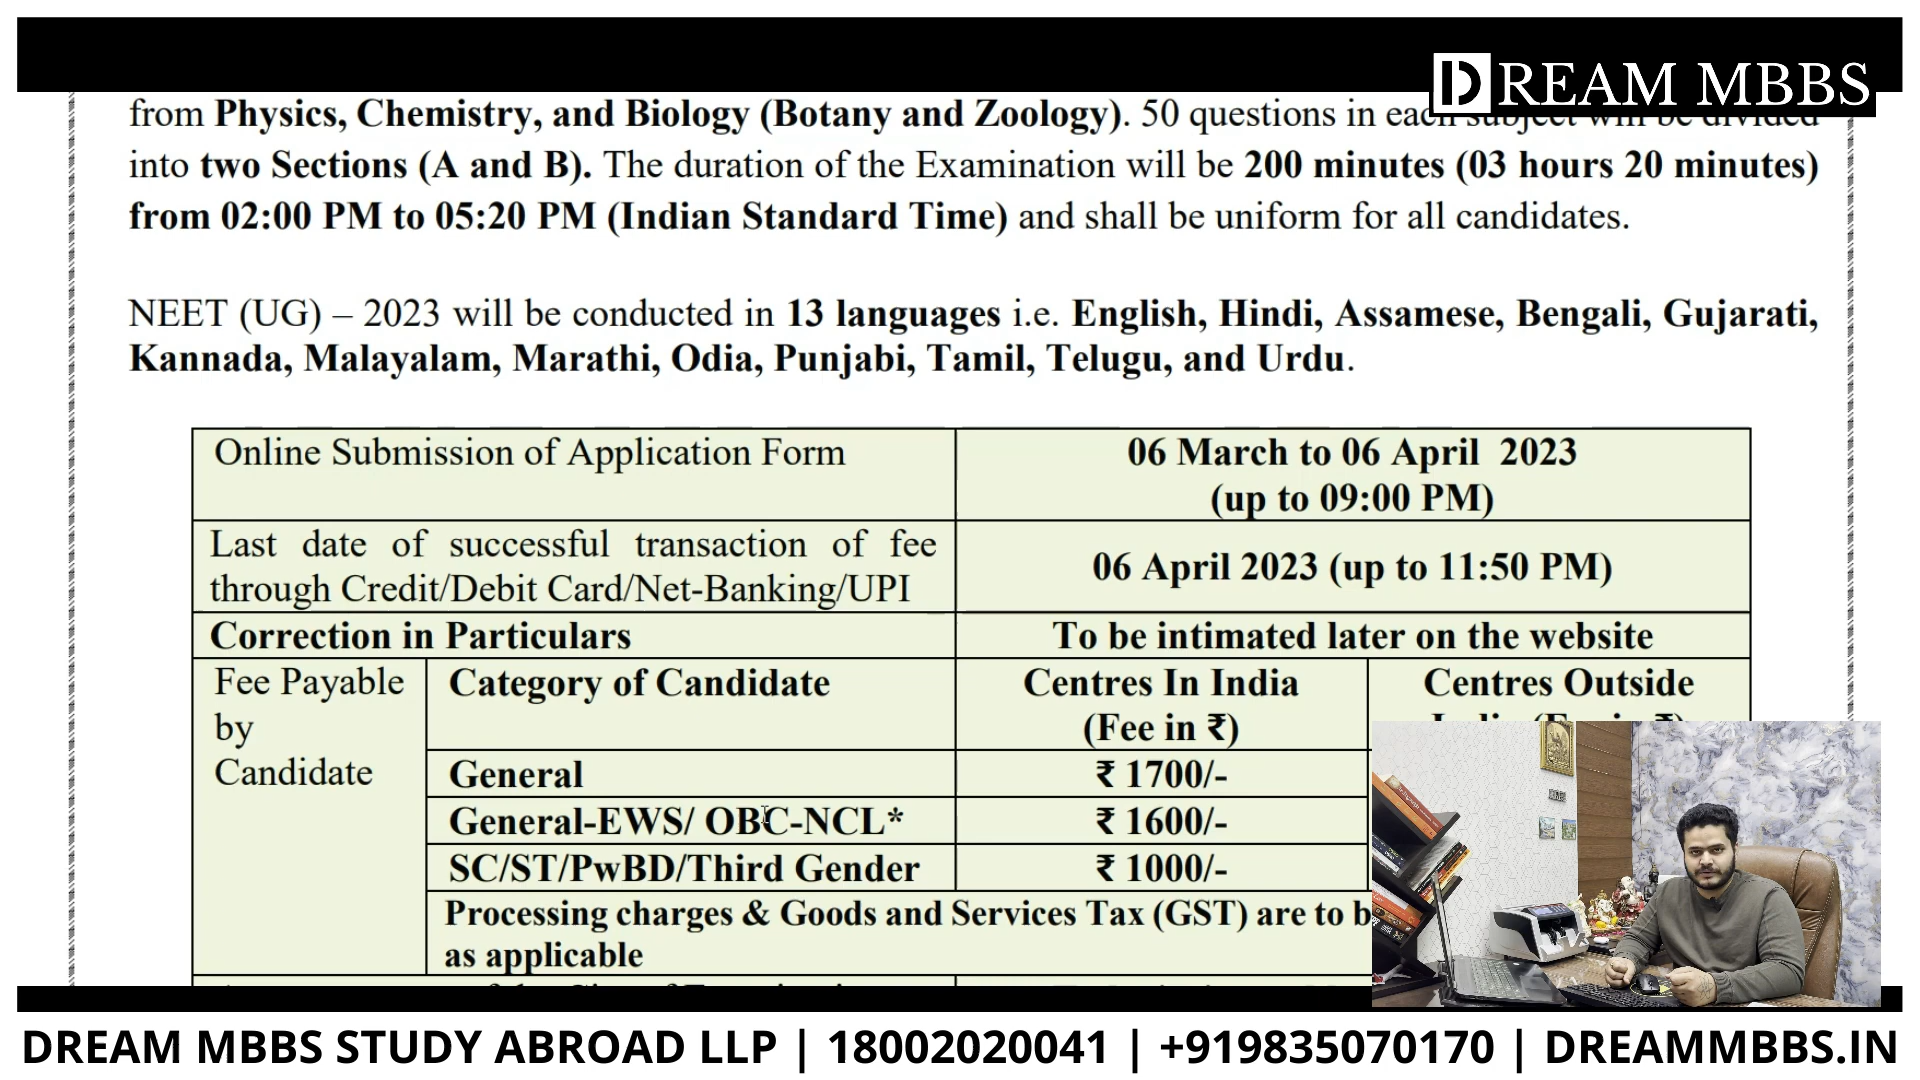 DREAM MBBS
from Physics, Chemistry, and Biology (Botany and Zoology). 50 questions in each subject will be divided
into two Sections (A and B). The duration of the Examination will be 200 minutes (03 hours 20 minutes)
from 02:00 PM to 05:20 PM (Indian Standard Time) and shall be uniform for all candidates.
NEET (UG) – 2023 will be conducted in 13 languages i.e. English, Hindi, Assamese, Bengali, Gujarati,
Kannada, Malayalam, Marathi, Odia, Punjabi, Tamil, Telugu, and Urdu.
Online Submission of Application Form
06 March to 06 April 2023
(up to 09:00 PM)
Last date of successful transaction of fee
through Credit/Debit Card/Net-Banking/UPI
06 April 2023 (up to 11:50 PM)
Correction in Particulars
To be intimated later on the website
Fee Payable
by
Candidate
Category of Candidate
Centres In India
(Fee in ₹)
Centres Outside
General
₹ 1700/-
General-EWS/ OBC-NCL*
₹ 1600/-
SC/ST/PwBD/Third Gender
₹ 1000/-
Processing charges & Goods and Services Tax (GST) are to
as applicable
DREAM MBBS STUDY ABROAD LLP | 18002020041 | +919835070170 | DREAMMBBS.IN